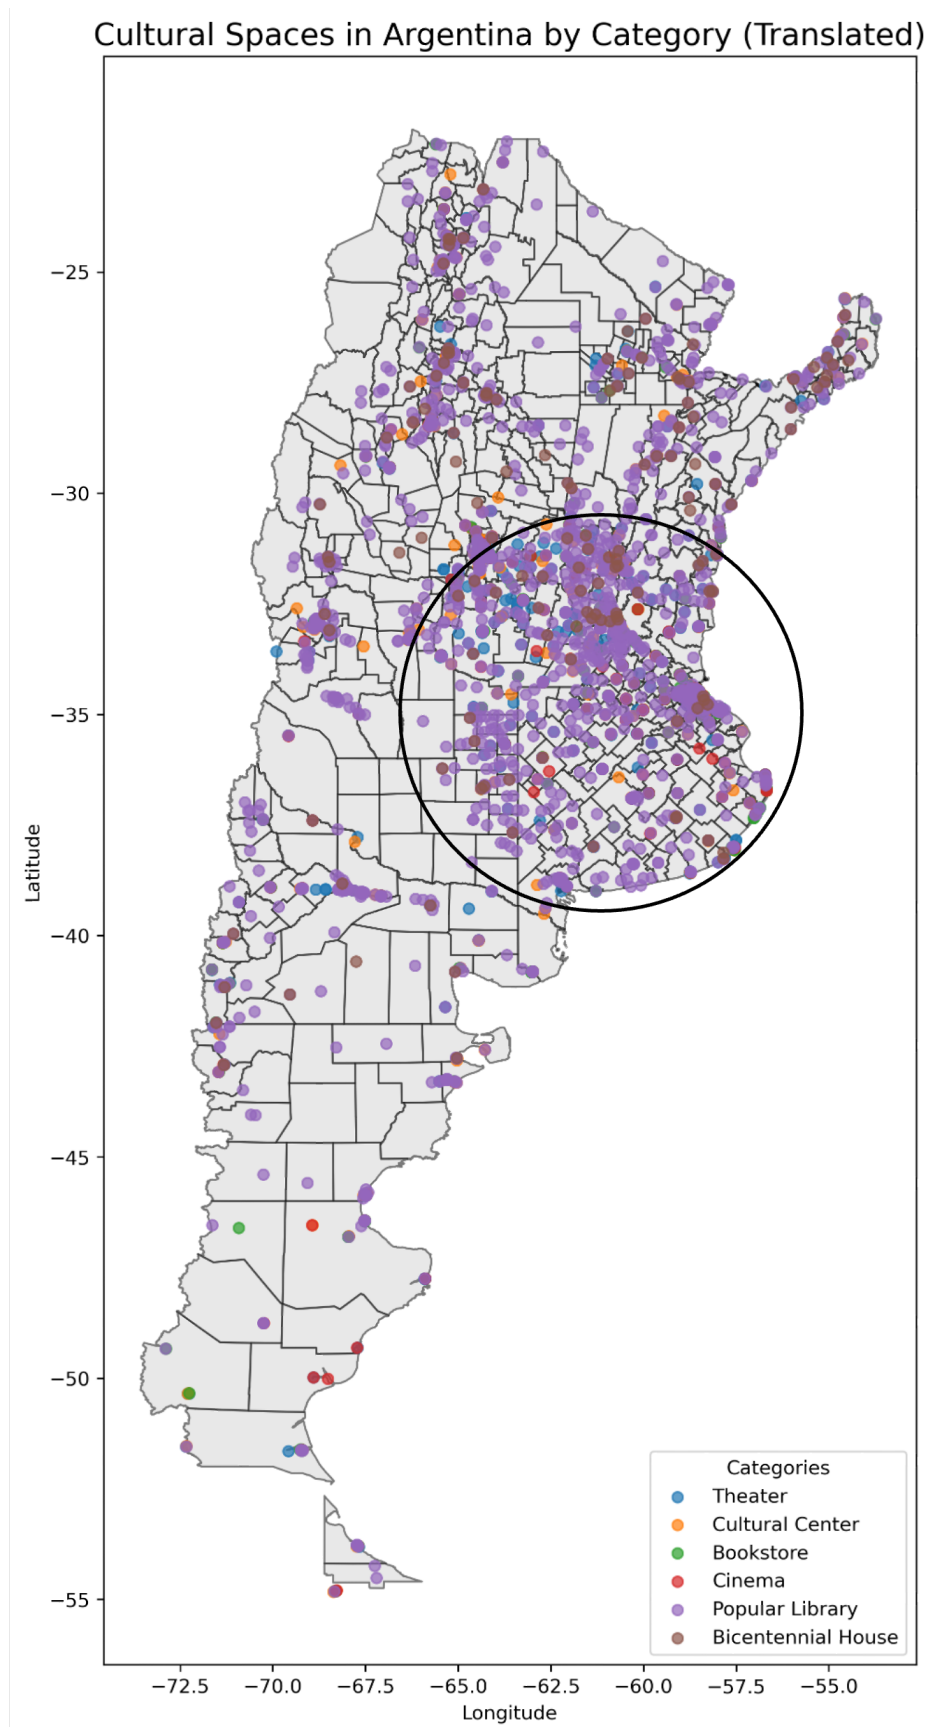 Cultural Spaces in Argentina by Category (Translated)
Latitude
−25
−30
−35
−40
−45
−50
−55
Categories
Theater
Cultural Center
Bookstore
Cinema
Popular Library
Bicentennial House
−72.5 −70.0 −67.5 −65.0 −62.5 −60.0 −57.5 −55.0
Longitude